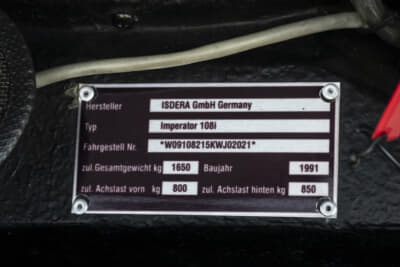 Hersteller ISDERA GmbH Germany
Typ Imperator 108i
Fahrgestell Nr. *W09108215KWJ02021*
zul. Gesamtgewicht kg 1650 Baujahr 1991
zul. Achslast vorn kg 800 zul. Achslast hinten kg 850